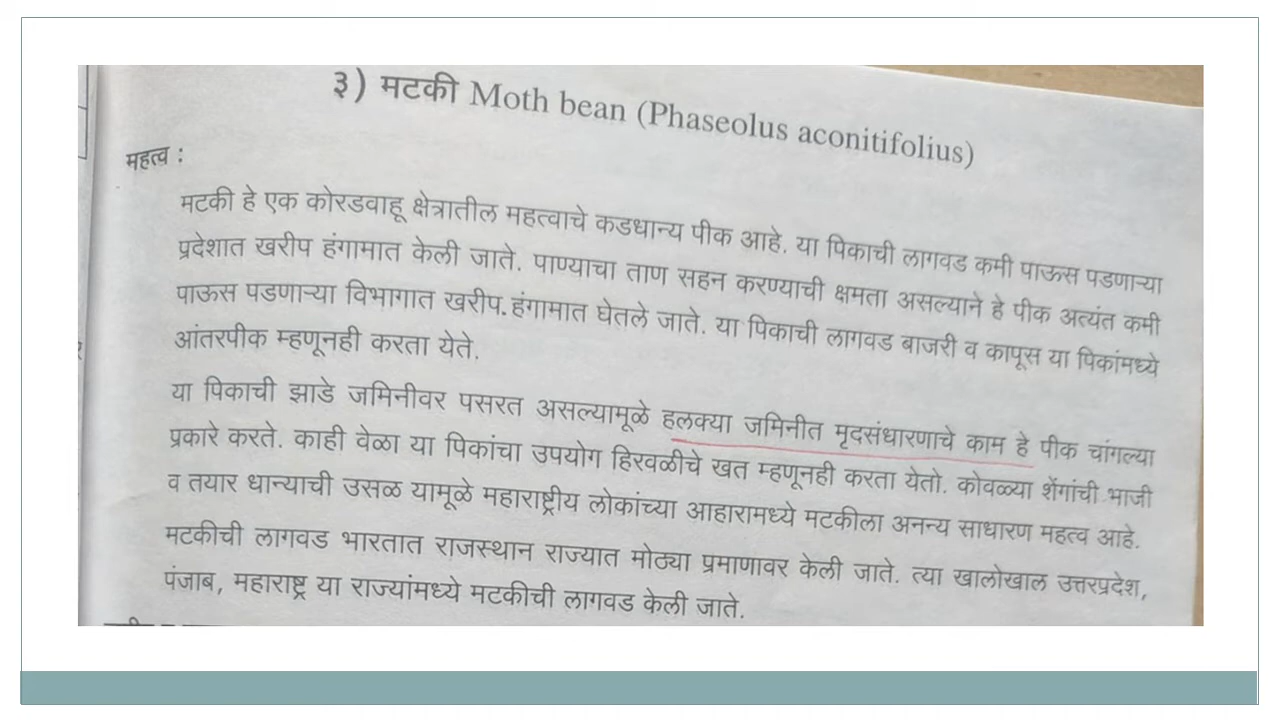 ३) मटकी Moth bean (Phaseolus aconitifolius)
महत्व :
मटकी हे एक कोरडवाहू क्षेत्रातील महत्वाचे कडधान्य पीक आहे. या पिकाची लागवड कमी पाऊस पडणाऱ्या
प्रदेशात खरीप हंगामात केली जाते. पाण्याचा ताण सहन करण्याची क्षमता असल्याने हे पीक अत्यंत कमी
पाऊस पडणाऱ्या विभागात खरीप.हंगामात घेतले जाते. या पिकाची लागवड बाजरी व कापूस या पिकांमध्ये
आंतरपीक म्हणूनही करता येते.
या पिकाची झाडे जमिनीवर पसरत असल्यामूळे हलक्या जमिनीत मृदसंधारणाचे काम हे पीक चांगल्या
प्रकारे करते. काही वेळा या पिकांचा उपयोग हिरवळीचे खत म्हणूनही करता येतो. कोवळ्या शेंगांची भाजी
व तयार धान्याची उसळ यामूळे महाराष्ट्रीय लोकांच्या आहारामध्ये मटकीला अनन्य साधारण महत्व आहे.
मटकीची लागवड भारतात राजस्थान राज्यात मोठ्या प्रमाणावर केली जाते. त्या खालोखाल उत्तरप्रदेश,
पंजाब, महाराष्ट्र या राज्यांमध्ये मटकीची लागवड केली जाते.